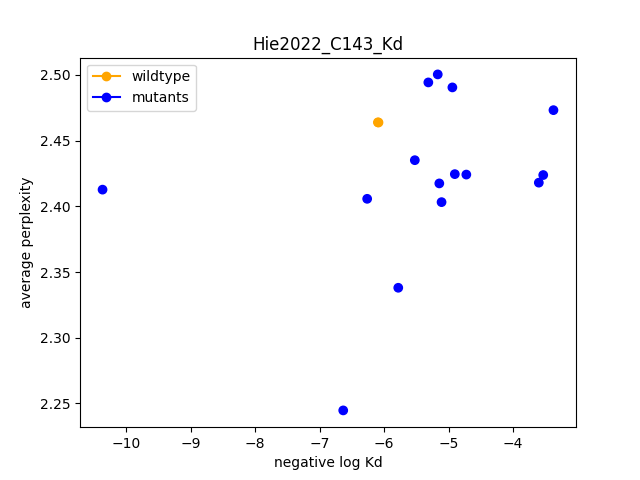 Hie2022_C143_Kd
wildtype
mutants
2.50
2.45
2.40
2.35
2.30
2.25
average perplexity
−10
−9
−8
−7
−6
−5
−4
negative log Kd